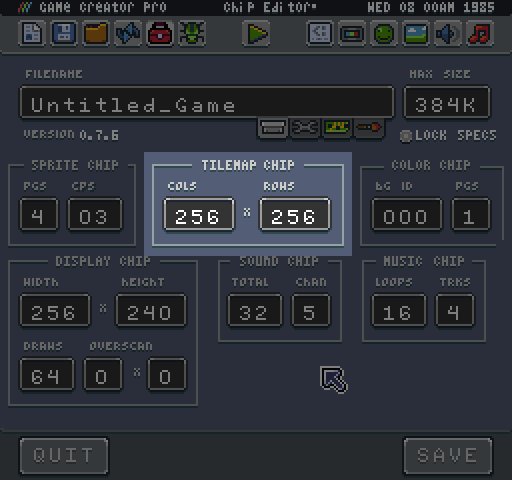 GAME CREATOR PRO CHIP EDITOR* WED 08 00AM 1985
FILENAME MAX SIZE
Untitled_Game 384K
VERSION 0.7.6 LOCK SPECS
SPRITE CHIP TILEMAP CHIP COLOR CHIP
PGS CPS COLS ROWS BG ID PGS
4 03 256 x 256 000 1
DISPLAY CHIP SOUND CHIP MUSIC CHIP
WIDTH HEIGHT TOTAL CHAN LOOPS TRKS
256 x 240 32 5 16 4
DRAWS OVERSCAN
64 0 x 0
QUIT SAVE